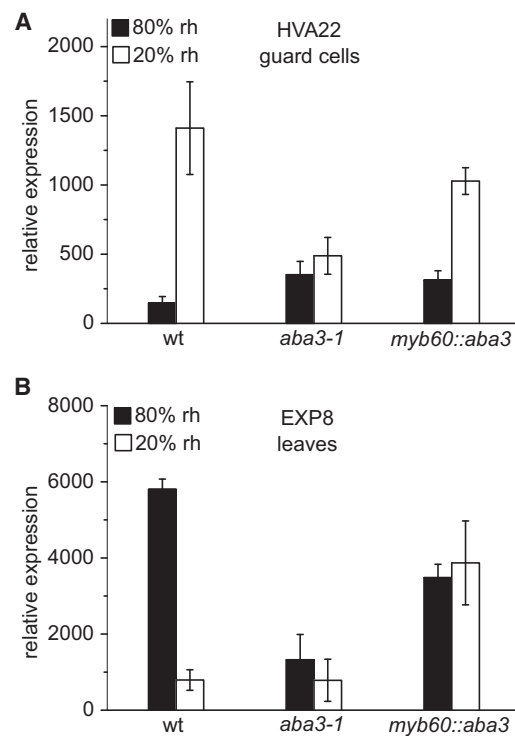 A
80% rh
20% rh
HVA22
guard cells
relative expression
2000
1500
1000
500
0
wt
aba3-1
myb60::aba3
B
80% rh
20% rh
EXP8
leaves
relative expression
8000
6000
4000
2000
0
wt
aba3-1
myb60::aba3